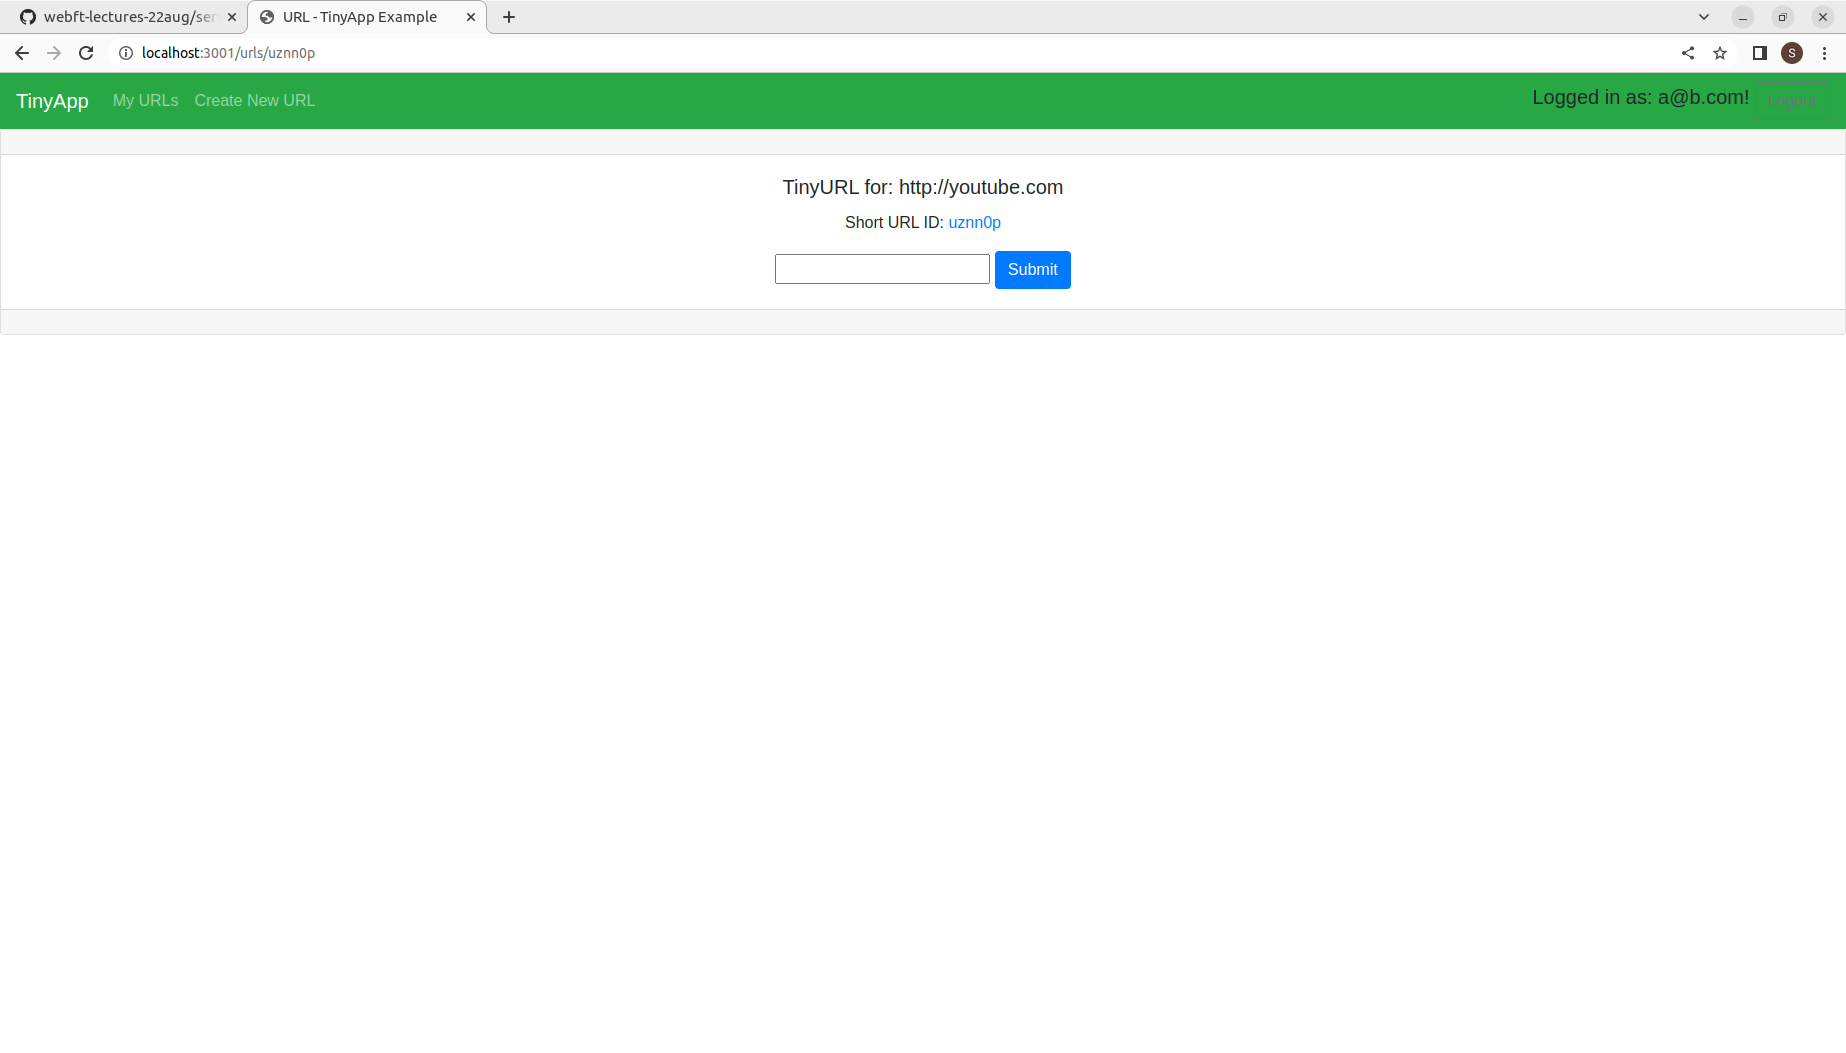 webft-lectures-22aug/ser
URL - TinyApp Example
localhost:3001/urls/uznn0p
S
TinyApp My URLs Create New URL Logged in as: a@b.com! Logout
TinyURL for: http://youtube.com
Short URL ID: uznn0p
Submit